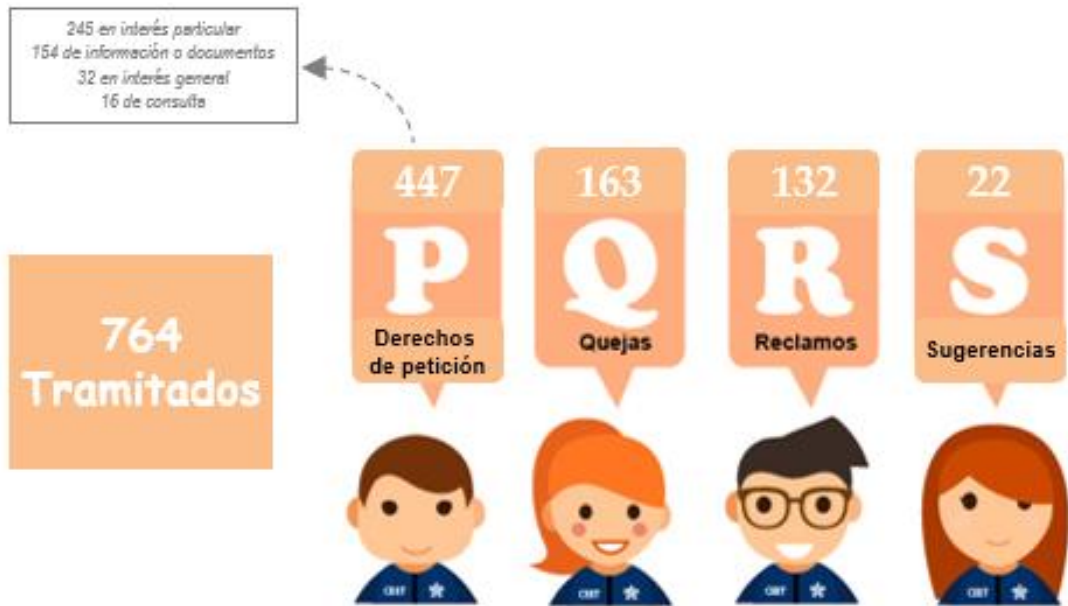 245 en interés particular
154 de información o documentos
32 en interés general
16 de consulta
447
P
Derechos
de petición
163
Q
Quejas
132
R
Reclamos
22
S
Sugerencias
764
Tramitados